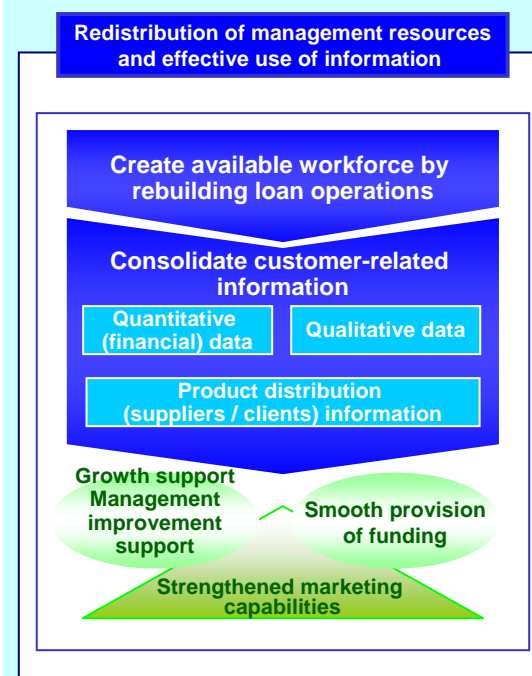 Redistribution of management resources
and effective use of information
Create available workforce by
rebuilding loan operations
Consolidate customer-related
information
Quantitative
(financial) data
Qualitative data
Product distribution
(suppliers / clients) information
Growth support
Management
improvement
support
Smooth provision
of funding
Strengthened marketing
capabilities